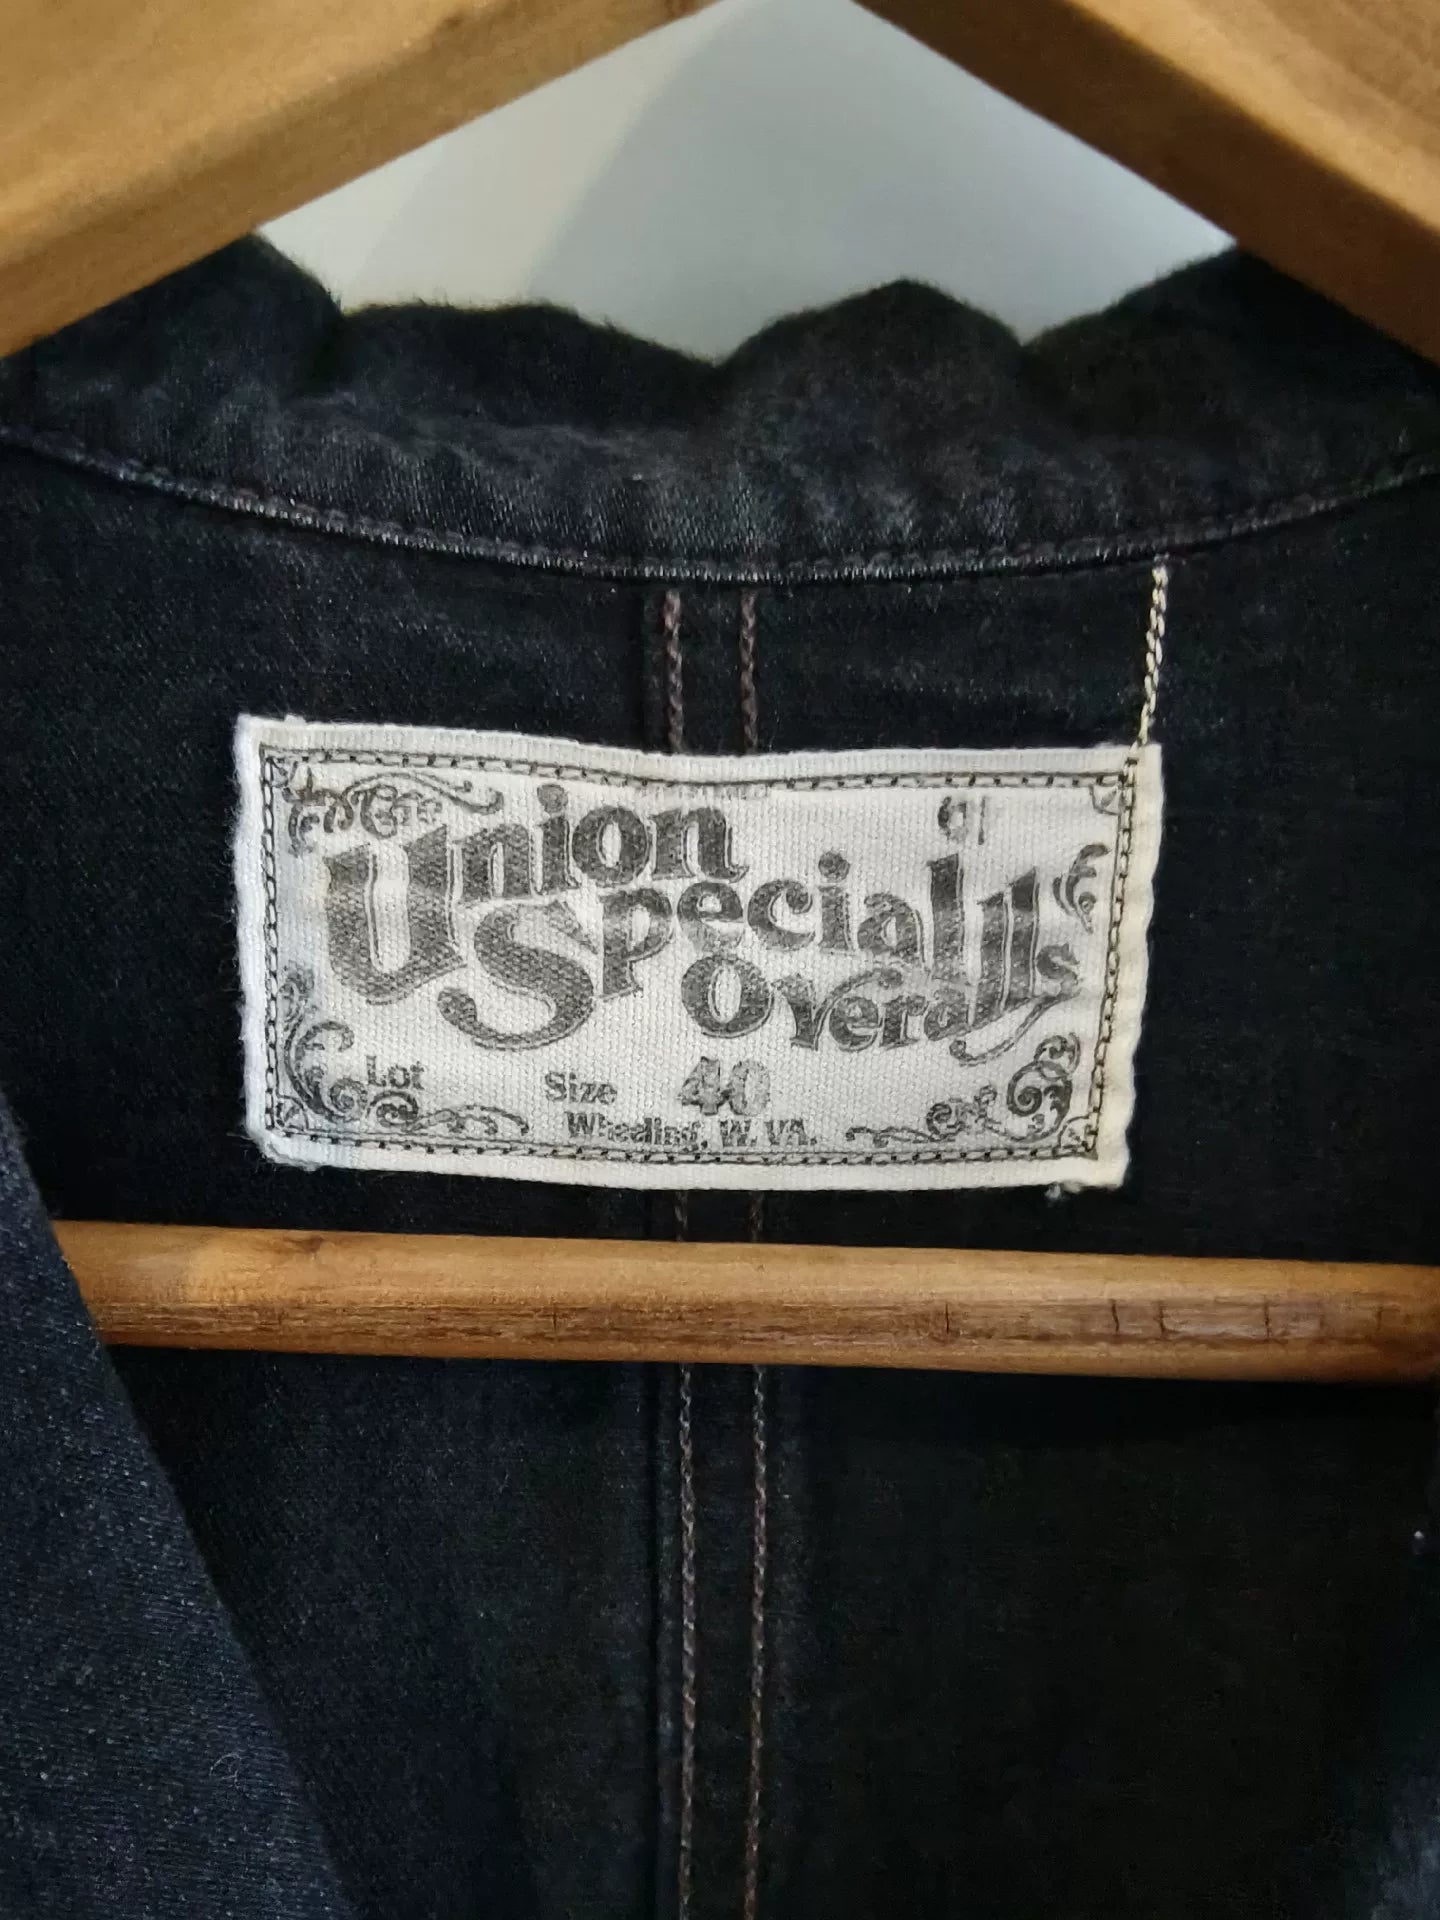 Union
Special
Overalls
Lot Size 40
Wheeling, W. VA.